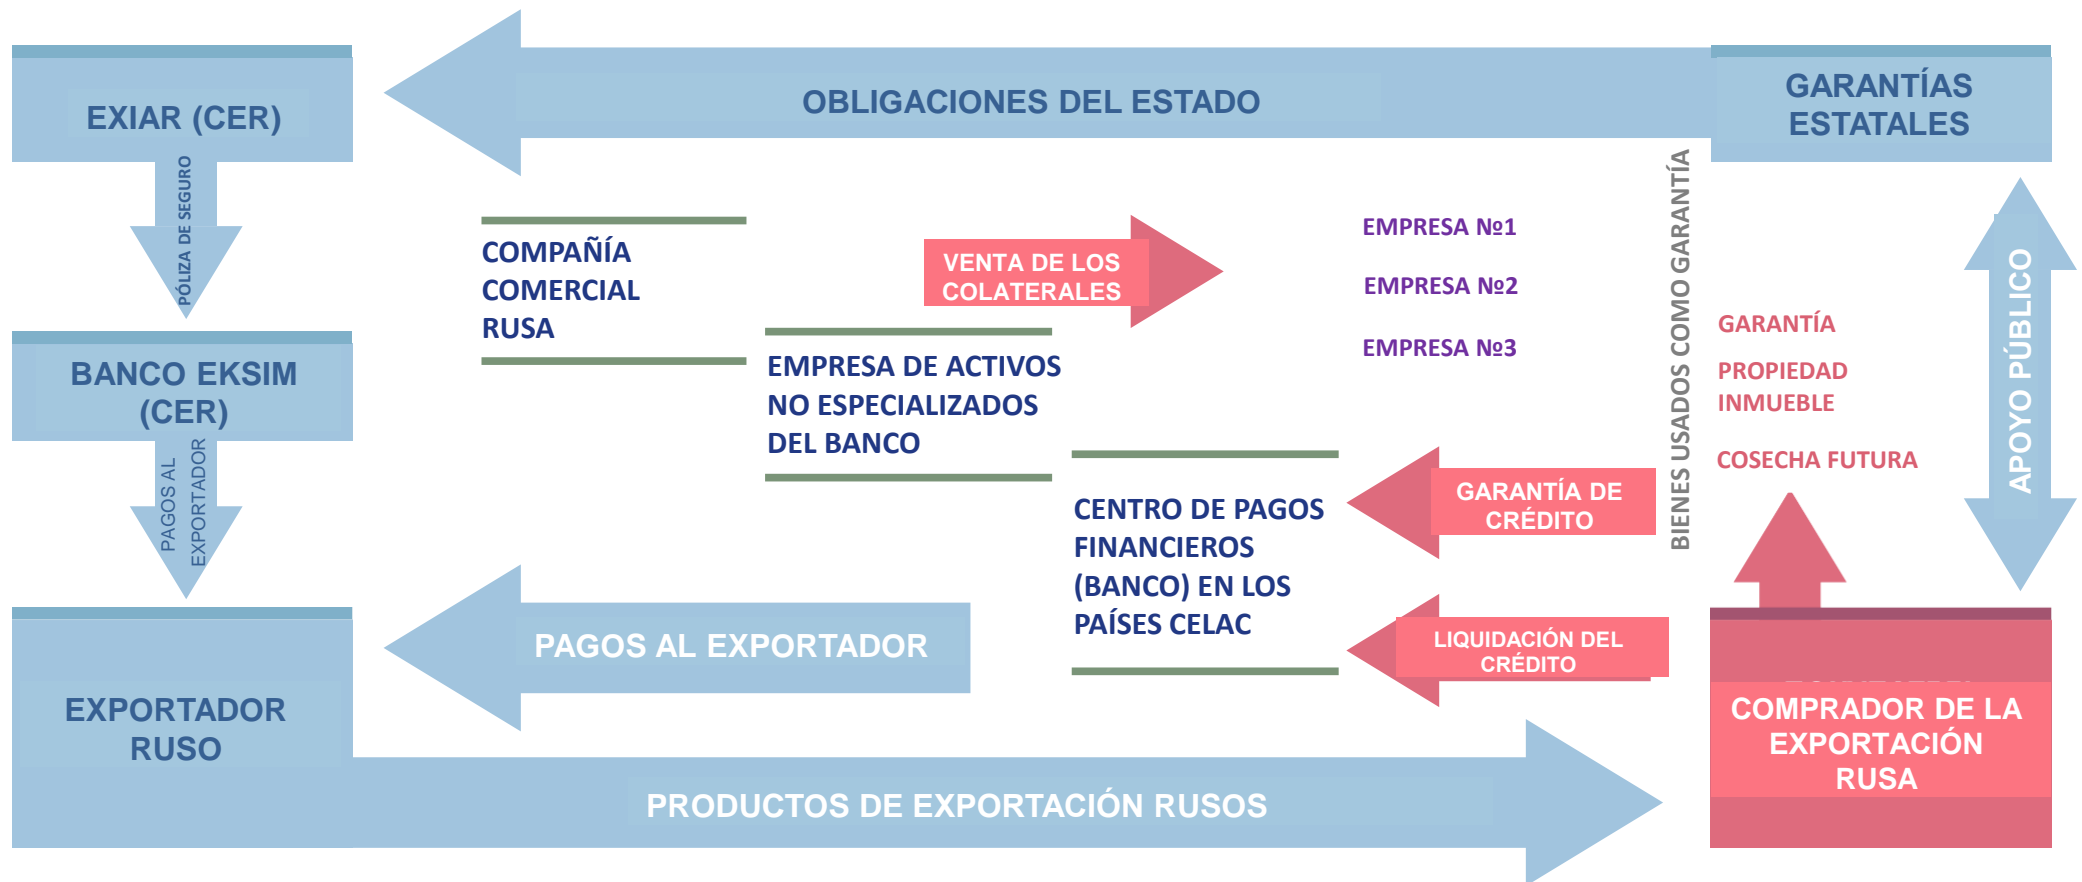 EXIAR (CER)
OBLIGACIONES DEL ESTADO
GARANTÍAS
ESTATALES
PÓLIZA DE SEGURO
COMPAÑÍA
COMERCIAL
RUSA
VENTA DE LOS
COLATERALES
EMPRESA №1
EMPRESA №2
EMPRESA №3
BIENES USADOS COMO GARANTÍA
GARANTÍA
PROPIEDAD
INMUEBLE
COSECHA FUTURA
APOYO PÚBLICO
BANCO EKSIM
(CER)
EMPRESA DE ACTIVOS
NO ESPECIALIZADOS
DEL BANCO
PAGOS AL
EXPORTADOR
CENTRO DE PAGOS
FINANCIEROS
(BANCO) EN LOS
PAÍSES CELAC
GARANTÍA DE
CRÉDITO
LIQUIDACIÓN DEL
CRÉDITO
PAGOS AL EXPORTADOR
EXPORTADOR
RUSO
COMPRADOR DE LA
EXPORTACIÓN
RUSA
PRODUCTOS DE EXPORTACIÓN RUSOS